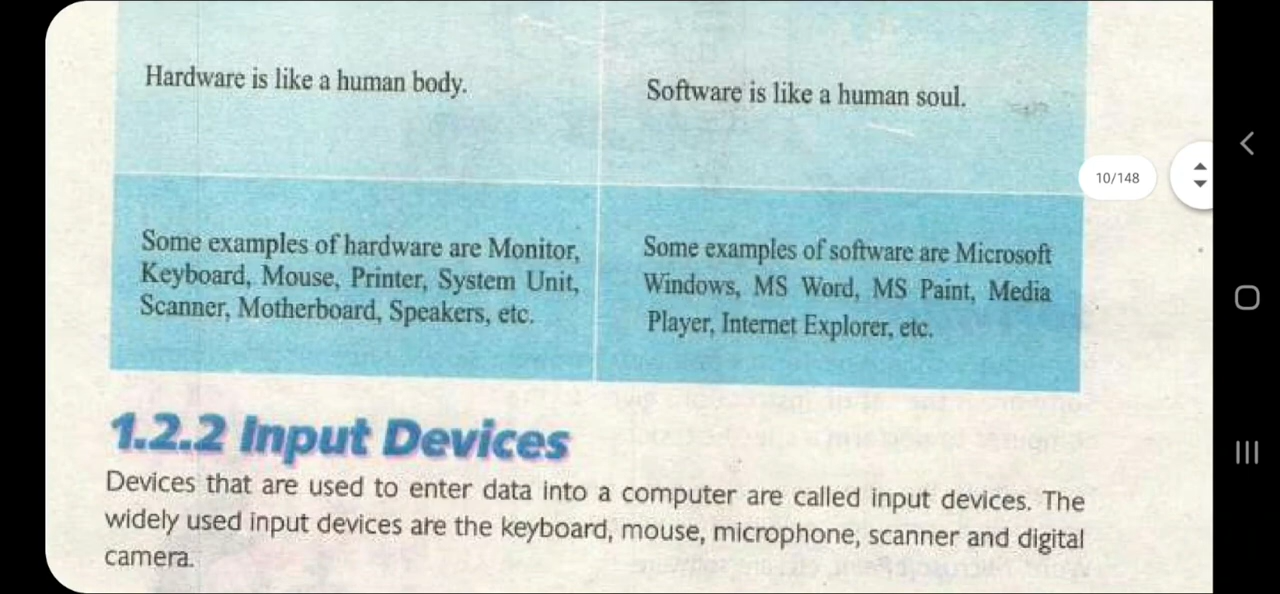 Hardware is like a human body.
Software is like a human soul.
10/148
Some examples of hardware are Monitor,
Keyboard, Mouse, Printer, System Unit,
Scanner, Motherboard, Speakers, etc.
Some examples of software are Microsoft
Windows, MS Word, MS Paint, Media
Player, Internet Explorer, etc.
1.2.2 Input Devices
Devices that are used to enter data into a computer are called input devices. The
widely used input devices are the keyboard, mouse, microphone, scanner and digital
camera.